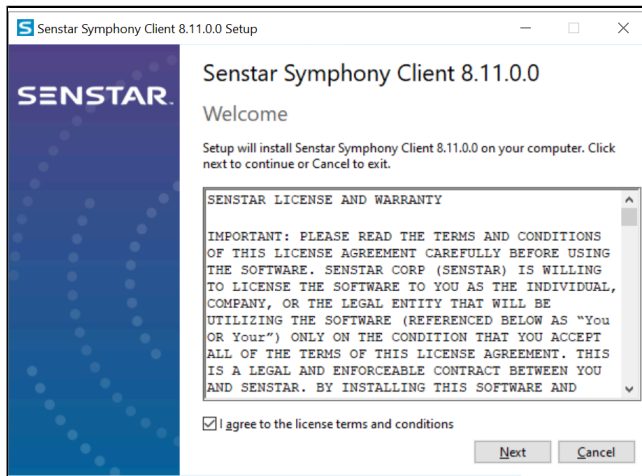 Senstar Symphony Client 8.11.0.0 Setup
SENSTAR.
Senstar Symphony Client 8.11.0.0
Welcome
Setup will install Senstar Symphony Client 8.11.0.0 on your computer. Click
next to continue or Cancel to exit.
SENSTAR LICENSE AND WARRANTY
IMPORTANT: PLEASE READ THE TERMS AND CONDITIONS
OF THIS LICENSE AGREEMENT CAREFULLY BEFORE USING
THE SOFTWARE. SENSTAR CORP (SENSTAR) IS WILLING
TO LICENSE THE SOFTWARE TO YOU AS THE INDIVIDUAL,
COMPANY, OR THE LEGAL ENTITY THAT WILL BE
UTILIZING THE SOFTWARE (REFERENCED BELOW AS “You
OR Your”) ONLY ON THE CONDITION THAT YOU ACCEPT
ALL OF THE TERMS OF THIS LICENSE AGREEMENT. THIS
IS A LEGAL AND ENFORCEABLE CONTRACT BETWEEN YOU
AND SENSTAR. BY INSTALLING THIS SOFTWARE AND
I agree to the license terms and conditions
Next Cancel